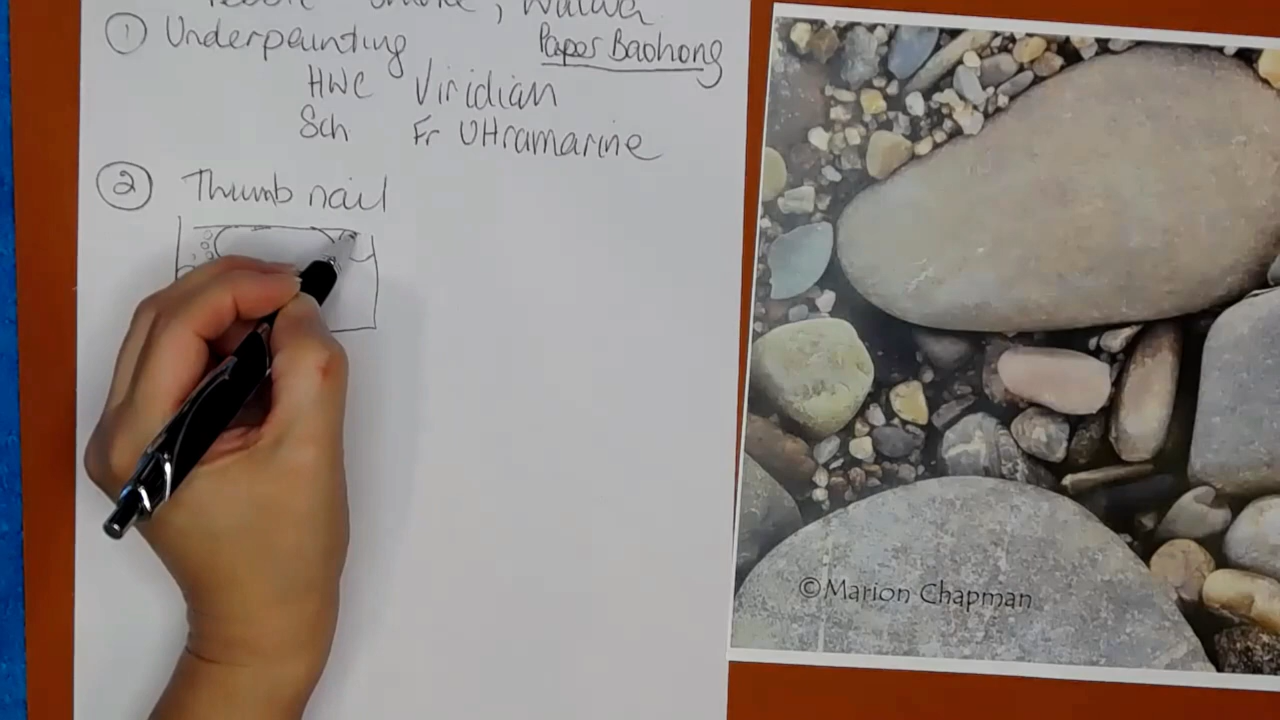 ① Underpainting Paper Baohong
HWC Viridian
Sch Fr Ultramarine
② Thumb nail
©Marion Chapman